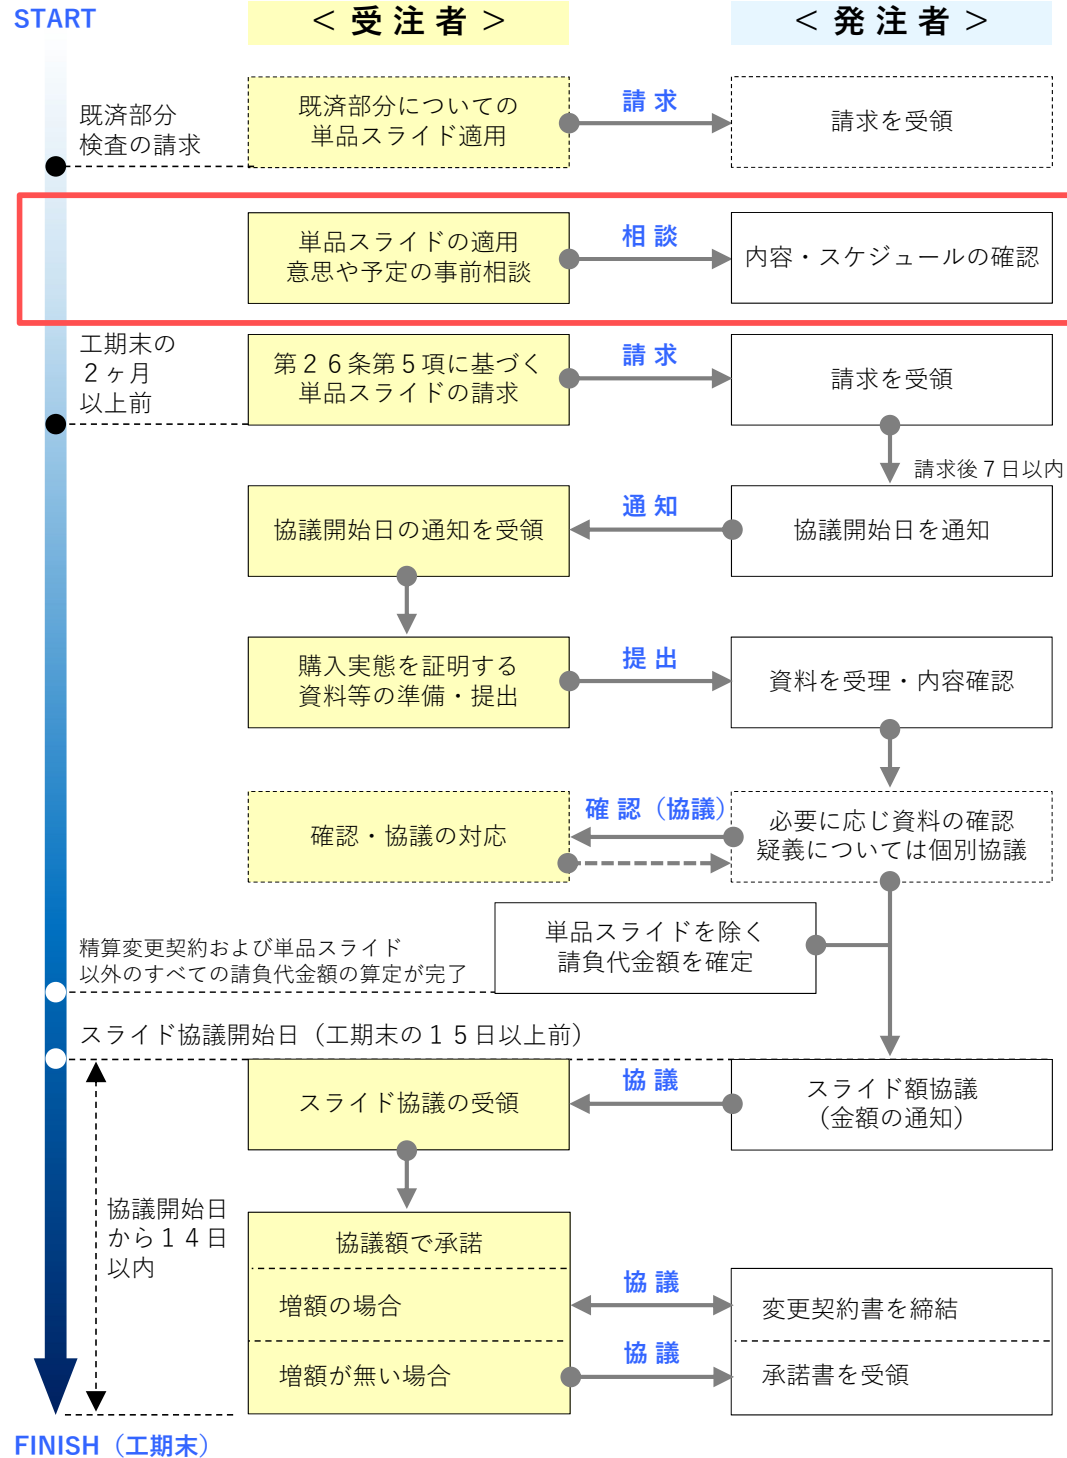 START
＜ 受 注 者 ＞
＜ 発 注 者 ＞
既済部分
検査の請求
既済部分についての
単品スライド適用
請 求
請求を受領
単品スライドの適用
意思や予定の事前相談
相 談
内容・スケジュールの確認
工期末の
２ヶ月
以上前
第２６条第５項に基づく
単品スライドの請求
請 求
請求を受領
請求後７日以内
協議開始日の通知を受領
通 知
協議開始日を通知
購入実態を証明する
資料等の準備・提出
提 出
資料を受理・内容確認
確認・協議の対応
確 認（協議）
必要に応じ資料の確認
疑義については個別協議
精算変更契約および単品スライド
以外のすべての請負代金額の算定が完了
単品スライドを除く
請負代金額を確定
スライド協議開始日（工期末の１５日以上前）
スライド協議の受領
協 議
スライド額協議
（金額の通知）
協議開始日
から１４日
以内
協議額で承諾
増額の場合
協 議
変更契約書を締結
増額が無い場合
協 議
承諾書を受領
FINISH（工期末）